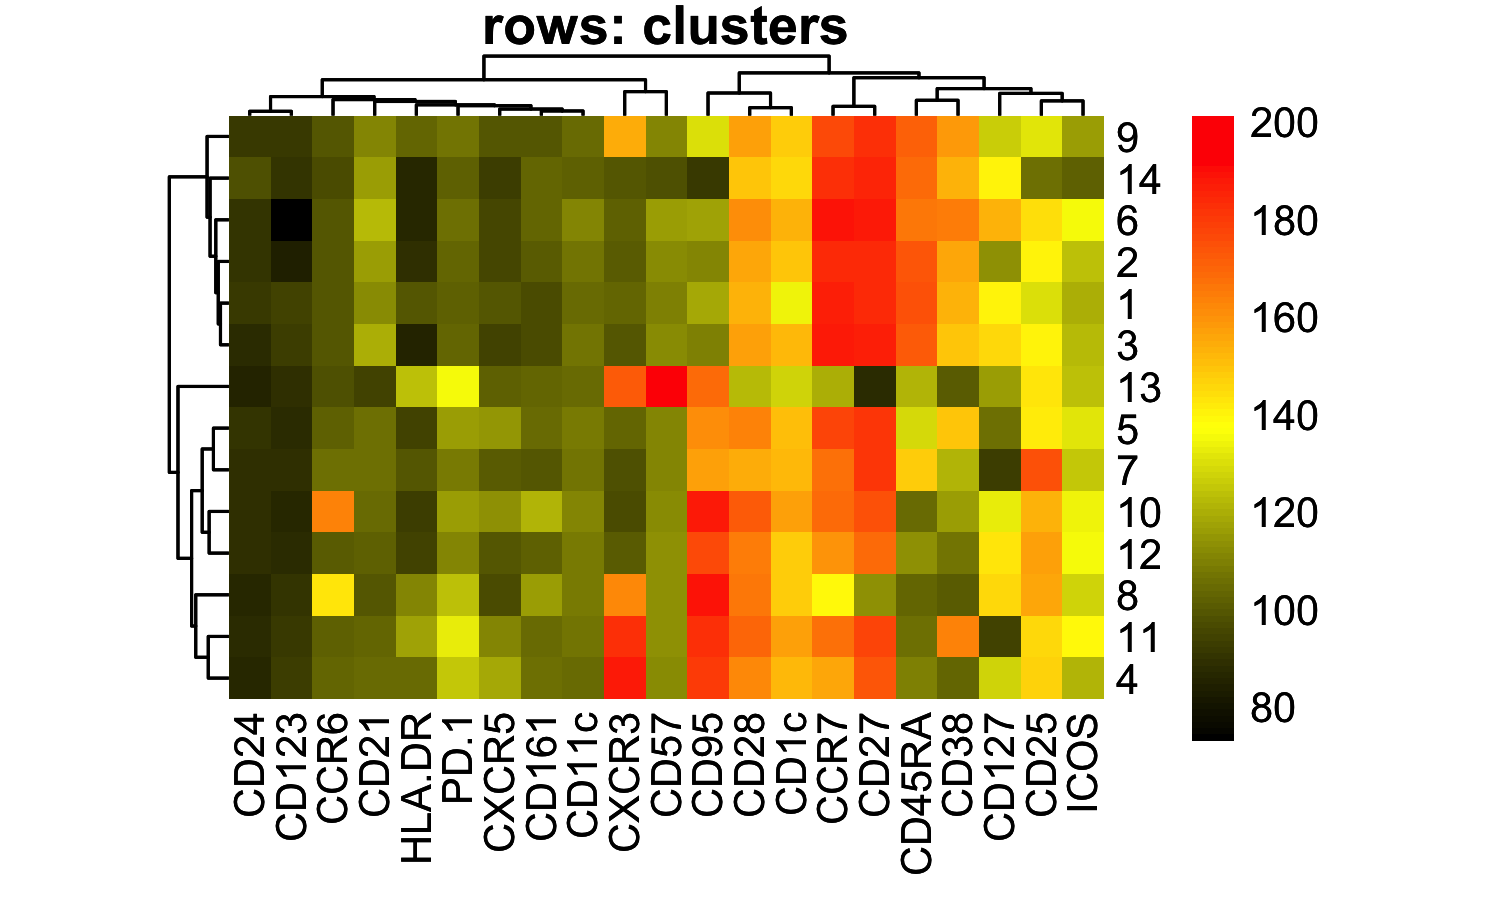 rows: clusters
9
14
6
2
1
3
13
5
7
10
12
8
11
4
200
180
160
140
120
100
80
CD24
CD123
CCR6
CD21
HLA.DR
PD.1
CXCR5
CD161
CD11c
CXCR3
CD57
CD95
CD28
CD1c
CCR7
CD27
CD45RA
CD38
CD127
CD25
ICOS